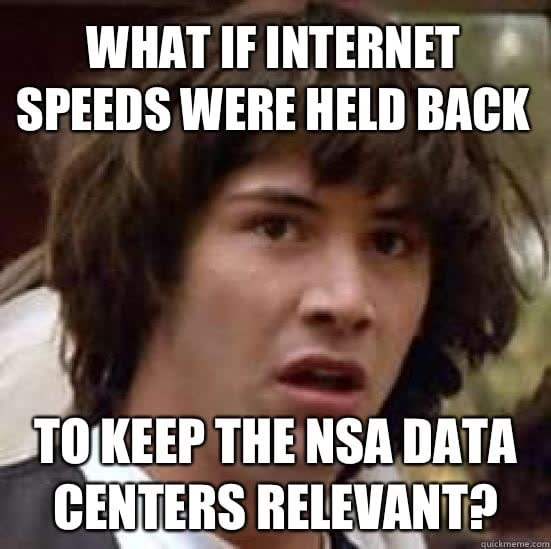 WHAT IF INTERNET
SPEEDS WERE HELD BACK
TO KEEP THE NSA DATA
CENTERS RELEVANT?
quickmeme.com